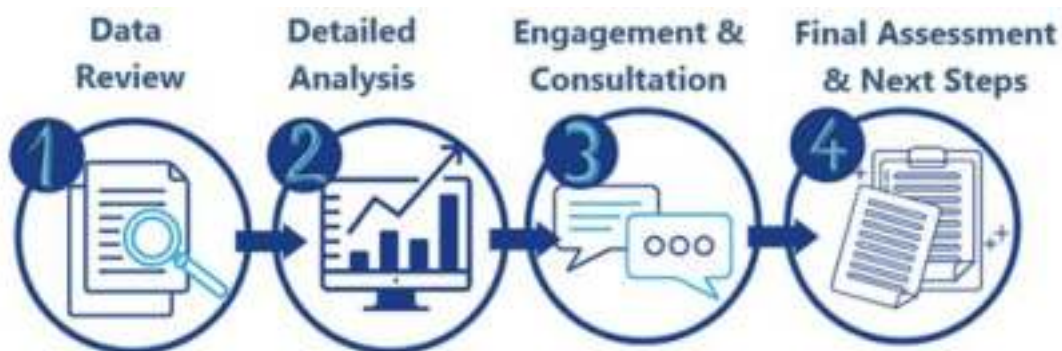 Data
Review
Detailed
Analysis
Engagement &
Consultation
Final Assessment
& Next Steps
1
2
3
4